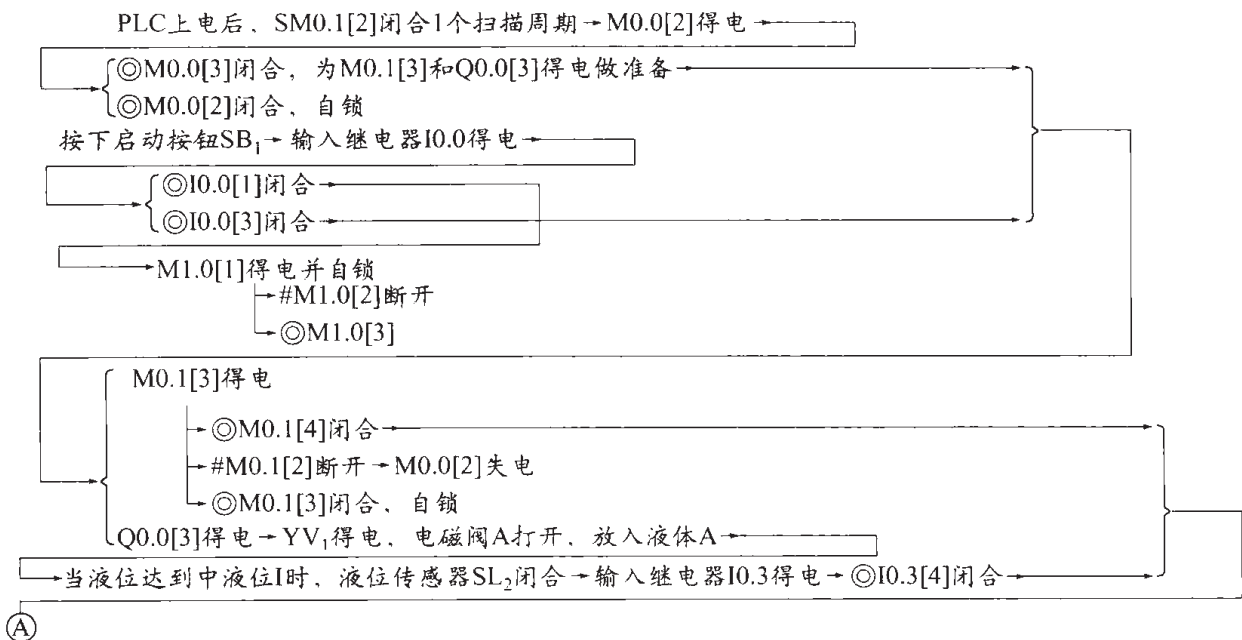 PLC上电后、SM0.1[2]闭合1个扫描周期→M0.0[2]得电→
◎M0.0[3]闭合，为M0.1[3]和Q0.0[3]得电做准备→
◎M0.0[2]闭合、自锁
按下启动按钮SB₁→输入继电器I0.0得电→
◎I0.0[1]闭合→
◎I0.0[3]闭合→
→M1.0[1]得电并自锁
→#M1.0[2]断开
→◎M1.0[3]
M0.1[3]得电
→◎M0.1[4]闭合→
→#M0.1[2]断开→M0.0[2]失电
→◎M0.1[3]闭合、自锁
Q0.0[3]得电→YV₁得电，电磁阀A打开，放入液体A→
→当液位达到中液位I时，液位传感器SL₂闭合→输入继电器I0.3得电→◎I0.3[4]闭合→
Ⓐ